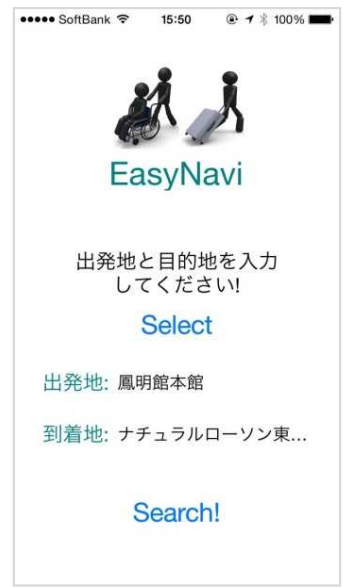 SoftBank 15:50 100%
EasyNavi
出発地と目的地を入力
してください!
Select
出発地: 鳳明館本館
到着地: ナチュラルローソン東...
Search!